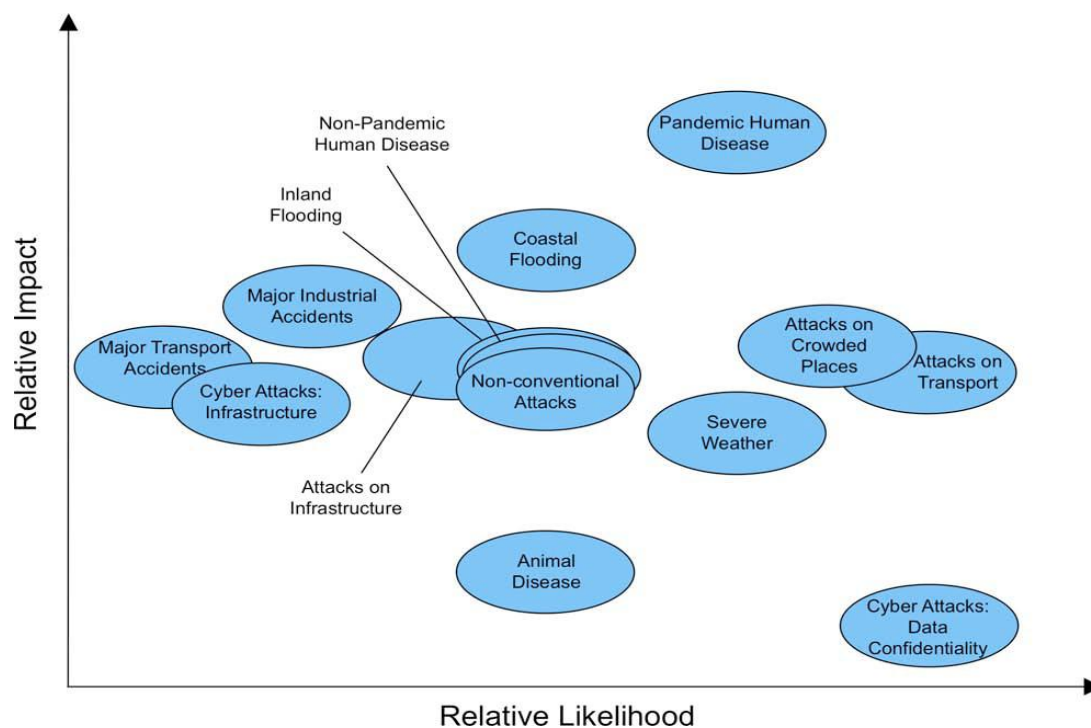 Pandemic Human
Disease
Non-Pandemic
Human Disease
Inland
Flooding
Coastal
Flooding
Major Industrial
Accidents
Major Transport
Accidents
Cyber Attacks:
Infrastructure
Non-conventional
Attacks
Attacks on
Crowded
Places
Attacks on
Transport
Severe
Weather
Attacks on
Infrastructure
Animal
Disease
Cyber Attacks:
Data
Confidentiality
Relative Impact
Relative Likelihood